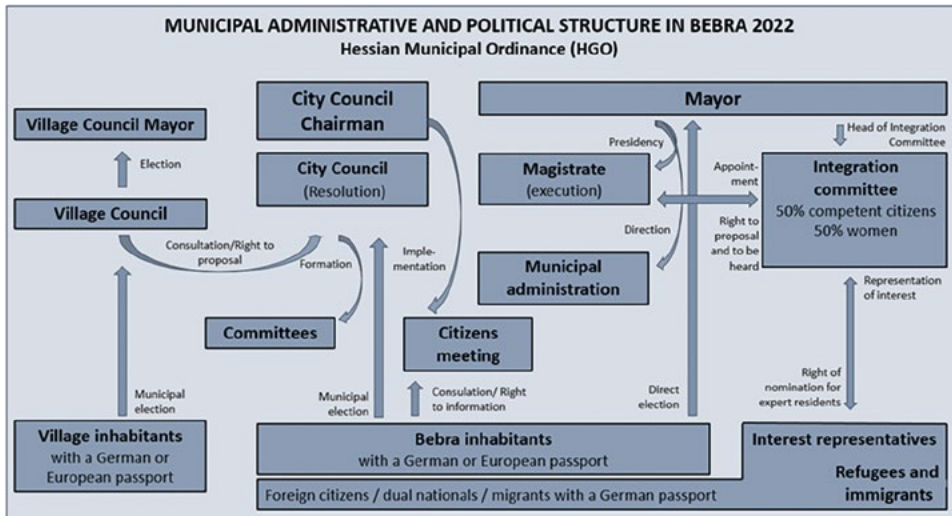 MUNICIPAL ADMINISTRATIVE AND POLITICAL STRUCTURE IN BEBRA 2022
Hessian Municipal Ordinance (HGO)
Village Council Mayor
Election
Village Council
City Council
Chairman
City Council
(Resolution)
Consultation/Right to
proposal
Formation
Imple-
mentation
Committees
Citizens
meeting
Mayor
Presidency
Magistrate
(execution)
Direction
Municipal
administration
Appoint-
ment
Right to
proposal
and to be
heard
Head of Integration
Committee
Integration
committee
50% competent citizens
50% women
Representation
of interest
Right of
nomination for
expert residents
Municipal
election
Municipal
election
Consulation/ Right
to information
Direct
election
Village inhabitants
with a German or
European passport
Bebra inhabitants
with a German or European passport
Foreign citizens / dual nationals / migrants with a German passport
Interest representatives
Refugees and
immigrants